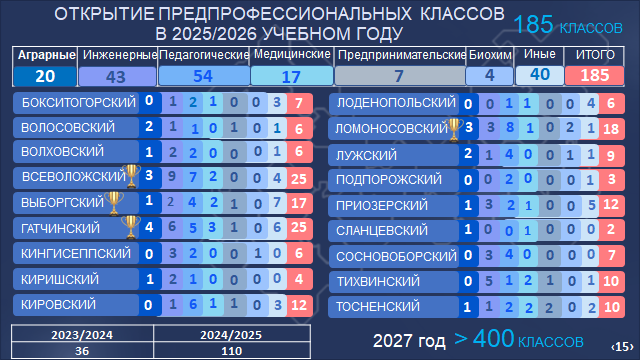 ОТКРЫТИЕ ПРЕДПРОФЕССИОНАЛЬНЫХ КЛАССОВ
В 2025/2026 УЧЕБНОМ ГОДУ
185 КЛАССОВ
Аграрные Инженерные Педагогические Медицинские Предпринимательские Биохим Иные ИТОГО
20 43 54 17 7 4 40 185
БОКСИТОГОРСКИЙ 0 1 2 1 0 0 3 7
ВОЛОСОВСКИЙ 2 1 1 0 1 0 1 6
ВОЛХОВСКИЙ 1 2 2 0 0 0 1 6
ВСЕВОЛОЖСКИЙ 3 9 7 2 0 0 4 25
ВЫБОРГСКИЙ 1 2 4 2 1 0 7 17
ГАТЧИНСКИЙ 4 6 5 3 1 0 6 25
КИНГИСЕППСКИЙ 0 3 2 0 0 1 0 6
КИРИШСКИЙ 1 2 1 0 0 0 0 4
КИРОВСКИЙ 0 1 6 1 1 0 3 12
ЛОДЕНОПОЛЬСКИЙ 0 0 1 1 0 0 4 6
ЛОМОНОСОВСКИЙ 3 3 8 1 0 2 1 18
ЛУЖСКИЙ 2 1 4 0 0 1 1 9
ПОДПОРОЖСКИЙ 0 2 0 0 0 0 1 3
ПРИОЗЕРСКИЙ 1 3 2 1 0 0 5 12
СЛАНЦЕВСКИЙ 1 0 0 1 0 0 0 2
СОСНОВОБОРСКИЙ 0 3 4 0 0 0 0 7
ТИХВИНСКИЙ 0 5 1 2 1 0 1 10
ТОСНЕНСКИЙ 1 1 2 2 2 0 2 10
2023/2024 2024/2025
36 110
2027 год > 400 КЛАССОВ
‹15›